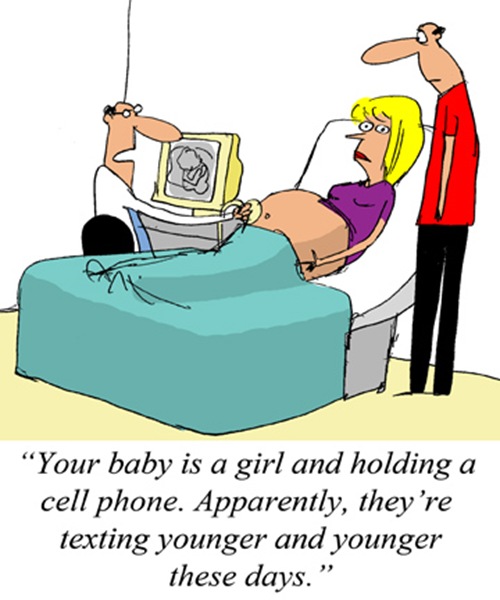 “Your baby is a girl and holding a
cell phone. Apparently, they’re
texting younger and younger
these days.”